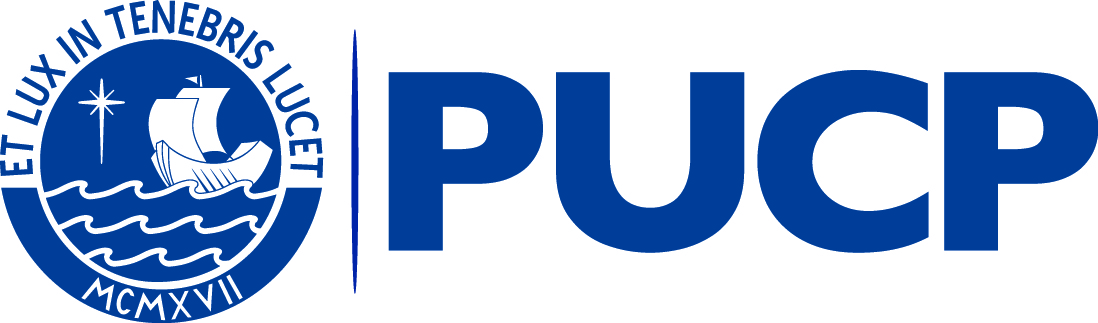 ET LUX IN TENEBRIS LUCET
MCMXVII
PUCP